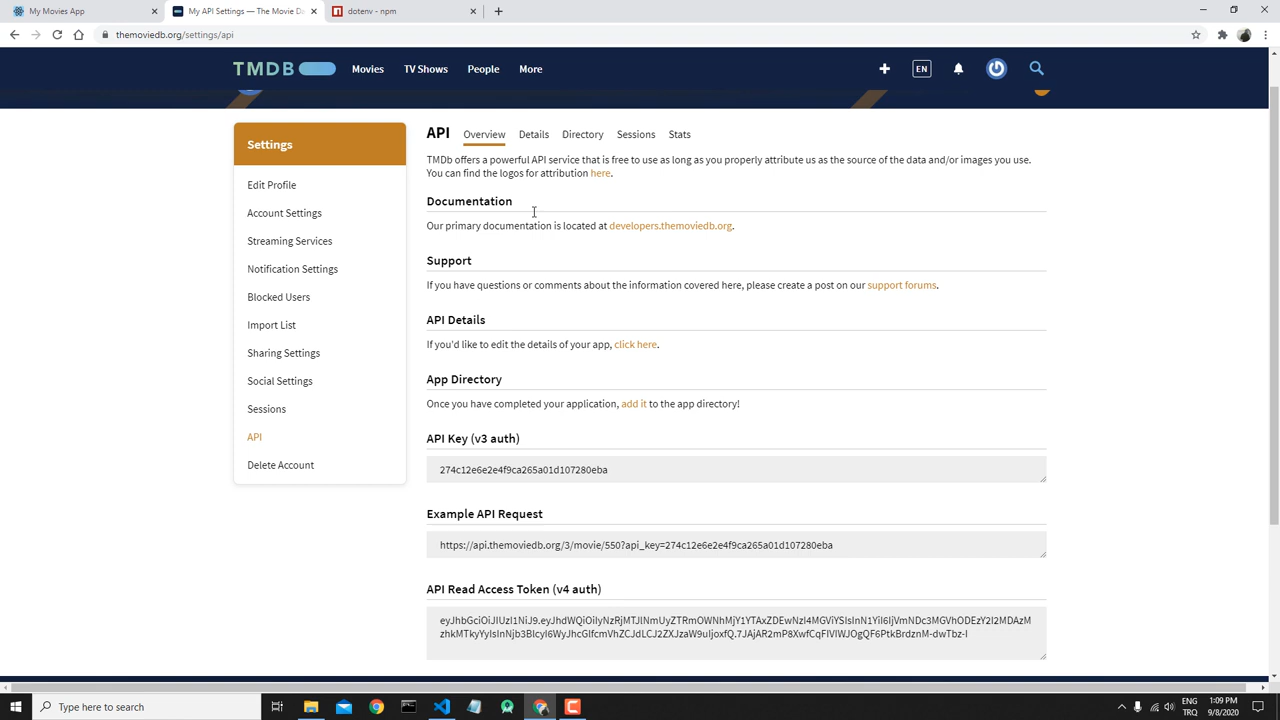 My Movies App
My API Settings — The Movie De
dotenv - npm
themoviedb.org/settings/api
TMDB
Movies
TV Shows
People
More
EN
Settings
Edit Profile
Account Settings
Streaming Services
Notification Settings
Blocked Users
Import List
Sharing Settings
Social Settings
Sessions
API
Delete Account
API
Overview
Details
Directory
Sessions
Stats
TMDb offers a powerful API service that is free to use as long as you properly attribute us as the source of the data and/or images you use.
You can find the logos for attribution here.
Documentation
Our primary documentation is located at developers.themoviedb.org.
Support
If you have questions or comments about the information covered here, please create a post on our support forums.
API Details
If you'd like to edit the details of your app, click here.
App Directory
Once you have completed your application, add it to the app directory!
API Key (v3 auth)
274c12e6e2e4f9ca265a01d107280eba
Example API Request
https://api.themoviedb.org/3/movie/550?api_key=274c12e6e2e4f9ca265a01d107280eba
API Read Access Token (v4 auth)
Type here to search
ENG
TRQ
1:09 PM
9/8/2020